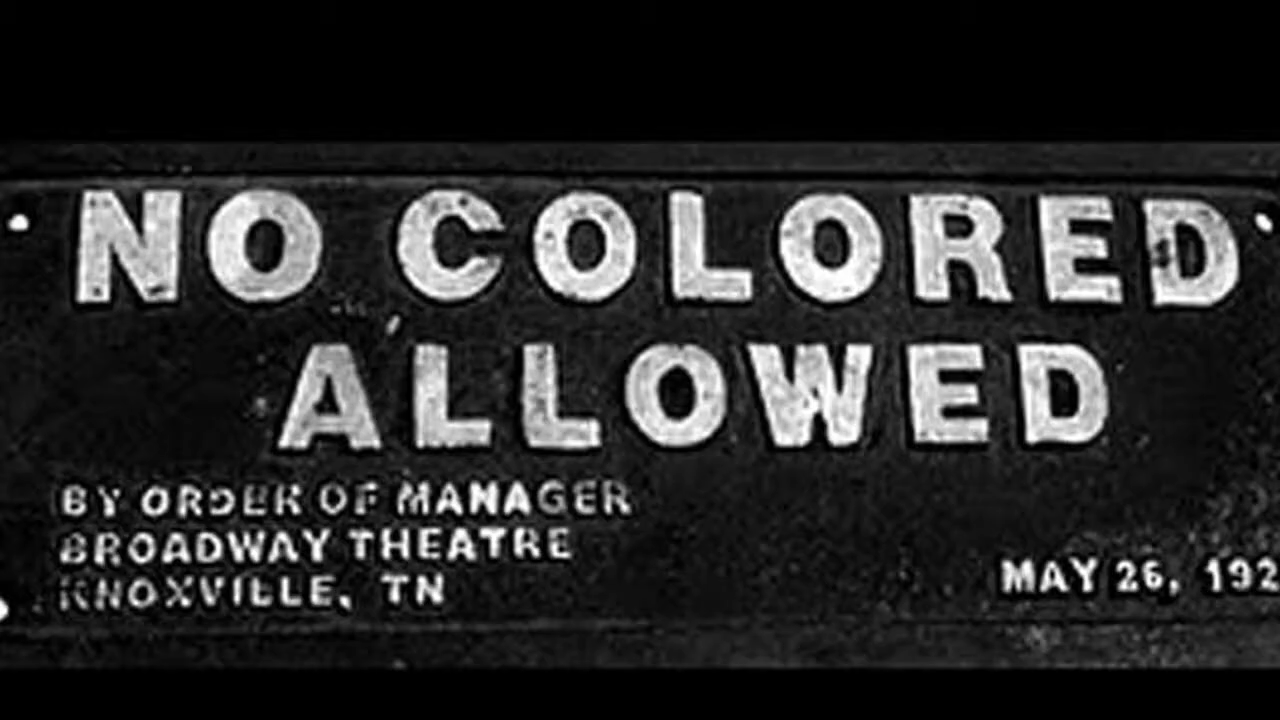 NO COLORED
ALLOWED
BY ORDER OF MANAGER
BROADWAY THEATRE
KNOXVILLE, TN
MAY 26, 192